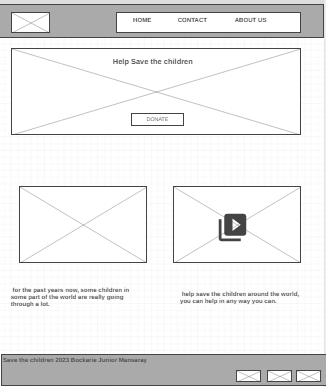 HOME CONTACT ABOUT US
Help Save the children
DONATE
for the past years now, some children in
some part of the world are really going
through a lot.
help save the children around the world,
you can help in any way you can.
Save the children 2023 Bockarie Junior Mansaray